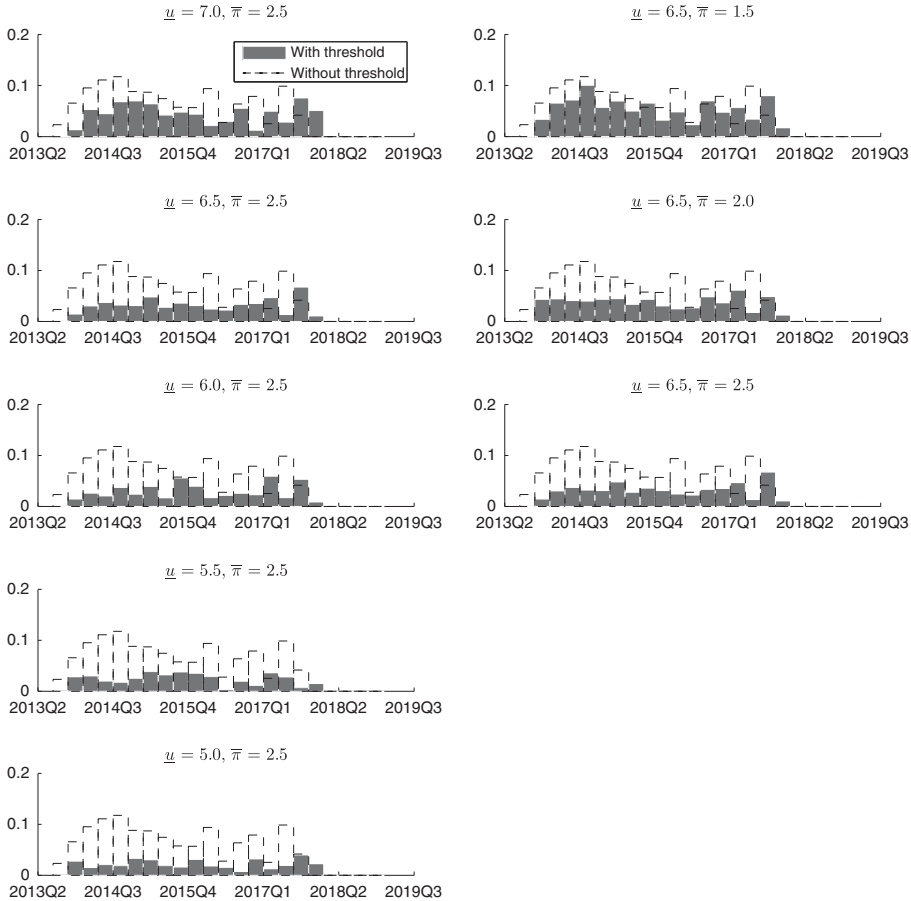 u = 7.0, π̅ = 2.5
0.2
0.1
0
With threshold
Without threshold
2013Q2 2014Q3 2015Q4 2017Q1 2018Q2 2019Q3
u = 6.5, π̅ = 1.5
0.2
0.1
0
2013Q2 2014Q3 2015Q4 2017Q1 2018Q2 2019Q3
u = 6.5, π̅ = 2.5
0.2
0.1
0
2013Q2 2014Q3 2015Q4 2017Q1 2018Q2 2019Q3
u = 6.5, π̅ = 2.0
0.2
0.1
0
2013Q2 2014Q3 2015Q4 2017Q1 2018Q2 2019Q3
u = 6.0, π̅ = 2.5
0.2
0.1
0
2013Q2 2014Q3 2015Q4 2017Q1 2018Q2 2019Q3
u = 6.5, π̅ = 2.5
0.2
0.1
0
2013Q2 2014Q3 2015Q4 2017Q1 2018Q2 2019Q3
u = 5.5, π̅ = 2.5
0.2
0.1
0
2013Q2 2014Q3 2015Q4 2017Q1 2018Q2 2019Q3
u = 5.0, π̅ = 2.5
0.2
0.1
0
2013Q2 2014Q3 2015Q4 2017Q1 2018Q2 2019Q3